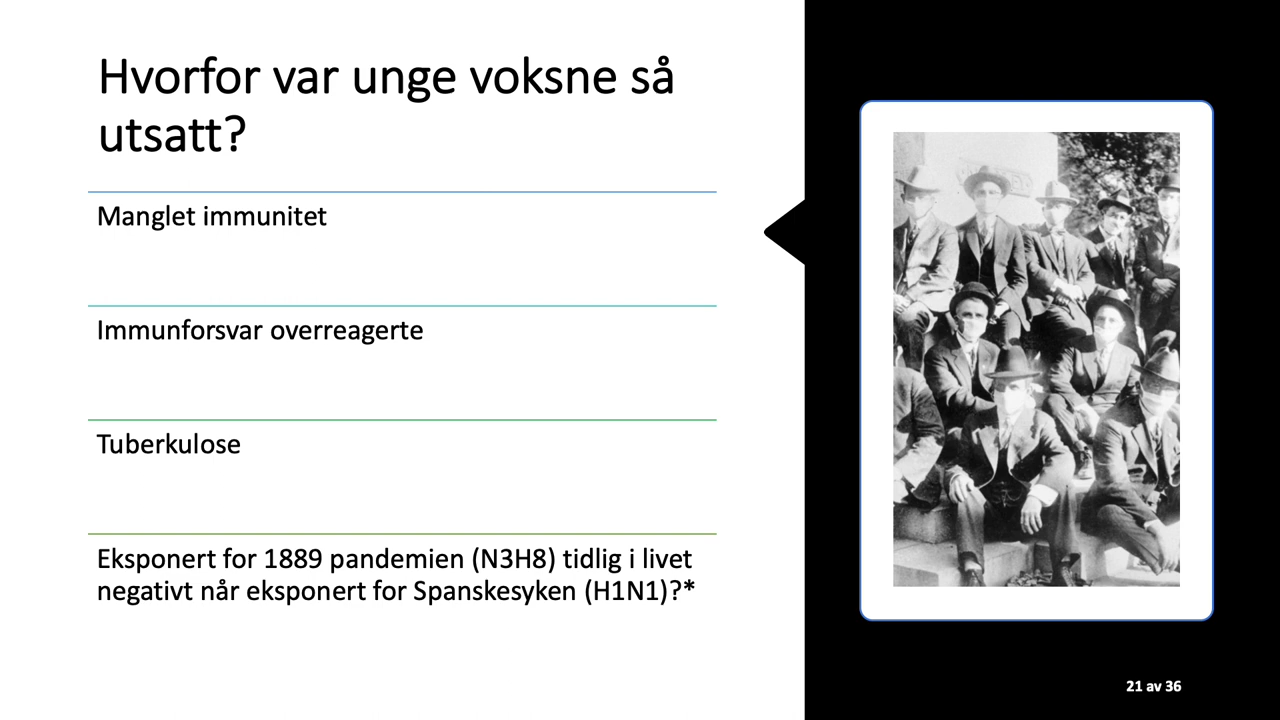 Hvorfor var unge voksne så
utsatt?
Manglet immunitet
Immunforsvar overreagerte
Tuberkulose
Eksponert for 1889 pandemien (N3H8) tidlig i livet
negativt når eksponert for Spanskesyken (H1N1)?*
21 av 36